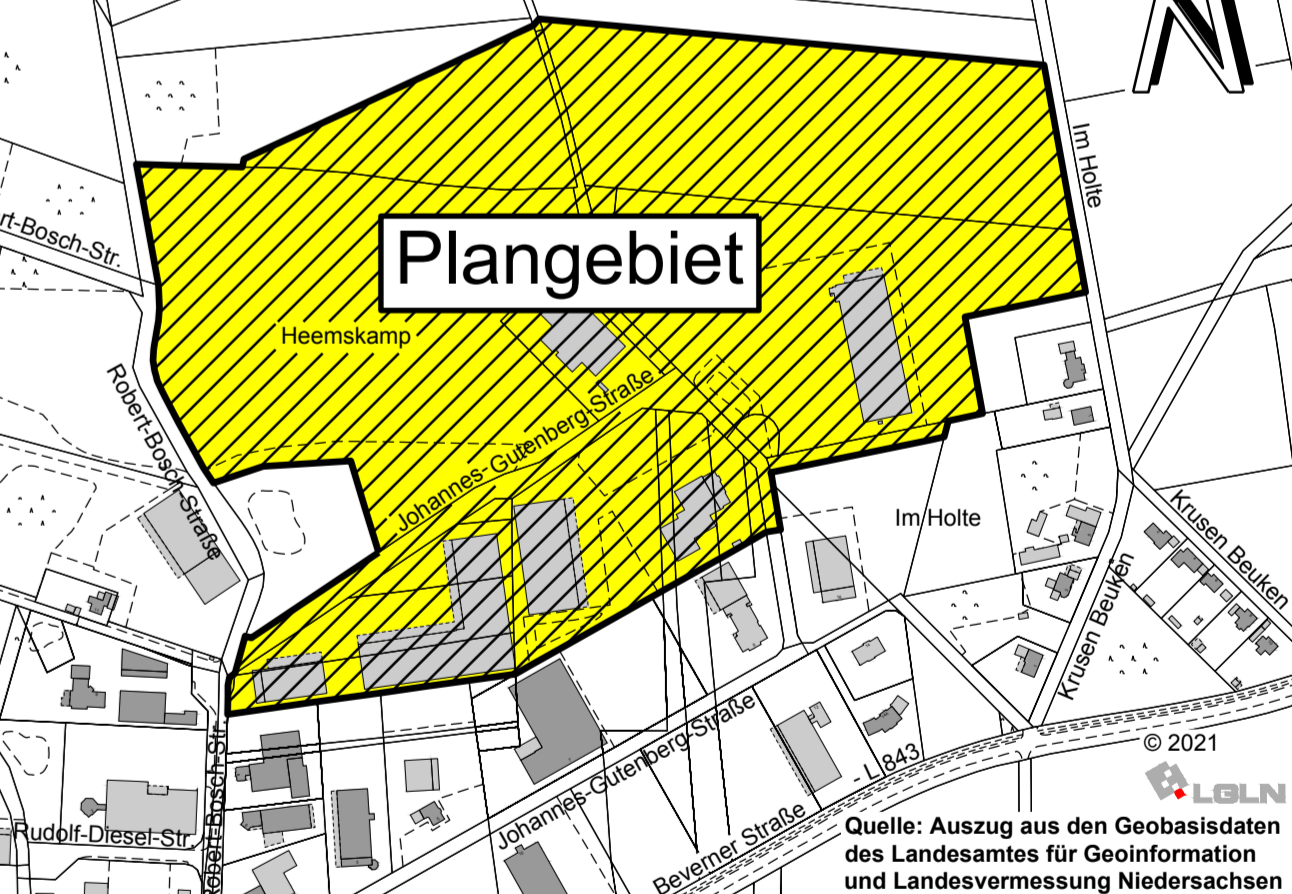 N
Im Holte
rt-Bosch-Str.
Plangebiet
Heemskamp
Robert-Bosch-Straße
Johannes-Gutenberg-Straße
Im Holte
Krusen Beuken
Krusen Beuken
Robert-Bosch-Str.
Johannes-Gutenberg-Straße
Rudolf-Diesel-Str.
Beverner Straße - L 843
© 2021
LGLN
Quelle: Auszug aus den Geobasisdaten
des Landesamtes für Geoinformation
und Landesvermessung Niedersachsen